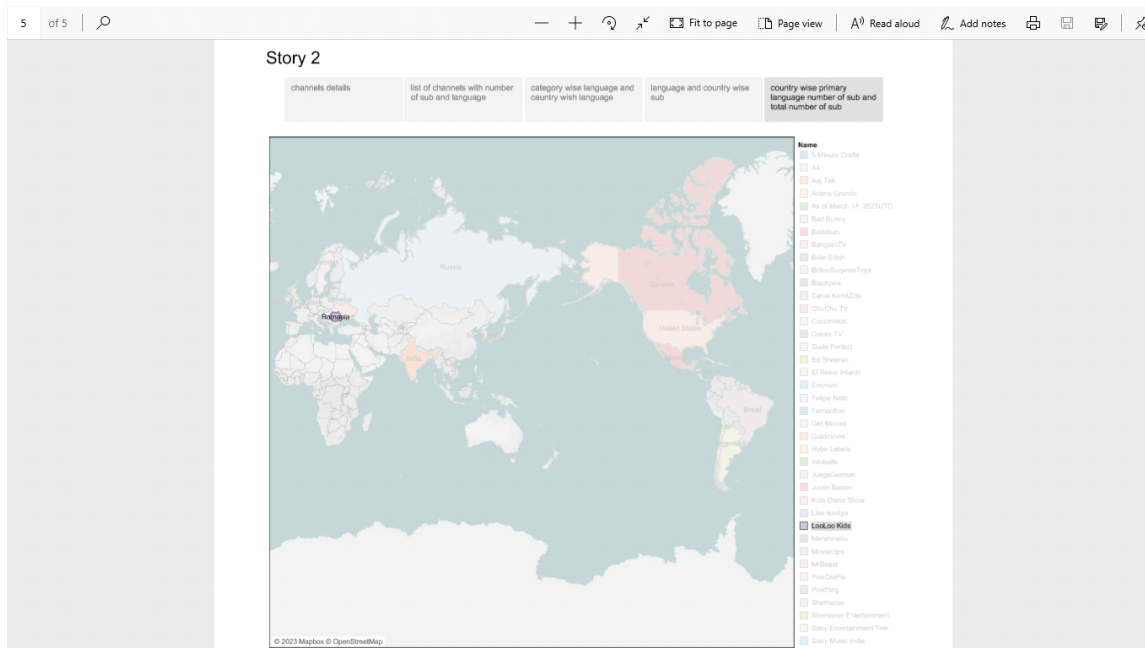 5 of 5
Fit to page
Page view
Read aloud
Add notes
Story 2
channels details
list of channels with number
of sub and language
category wise language and
cauntry wish language
language and country wise
sub
country wise primary
language number of sub and
total number of sub
Name
5-Minute Crafts
A4
Aaj Tak
Ariana Grande
As of March 14, 2023UTC
Bad Bunny
Badabun
BangtanTV
Billie Eilish
BillionSurpriseToys
Blackpink
Canal KondZilla
ChuChu TV
Cocomelon
Colors TV
Dude Perfect
Ed Sheeran
El Reino Infantil
Eminem
Felipe Neto
Fernanfloo
Get Movies
Goldmines
Hybe Labels
Infobells
JuegaGerman
Justin Bieber
Kids Diana Show
Like Nastya
LooLoo Kids
Marshmello
Movieclips
MrBeast
PewDiePie
Pinkfong
Shemaroo
Shemaroo Entertainment
Sony Entertainment Tele..
Sony Music India
Russia
Canada
Romania
United States
India
Brazil
© 2023 Mapbox © OpenStreetMap